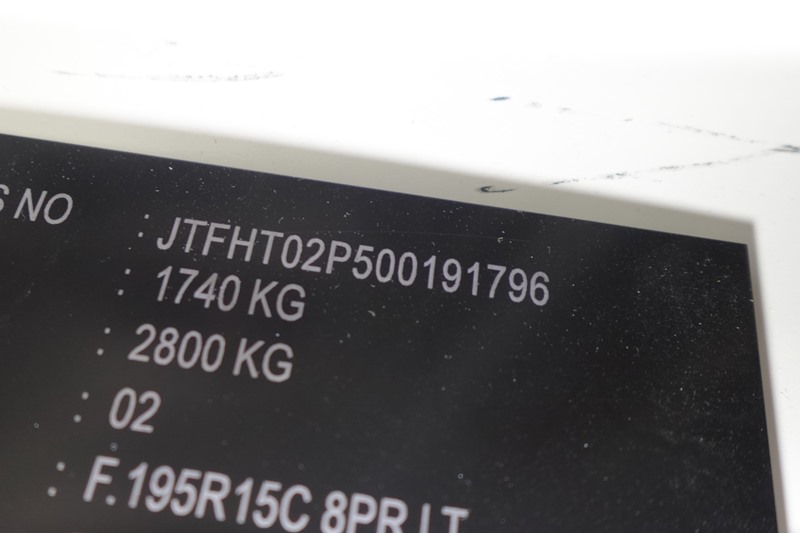 S NO : JTFHT02P500191796
: 1740 KG
: 2800 KG
: 02
: F. 195R15C 8PR LT